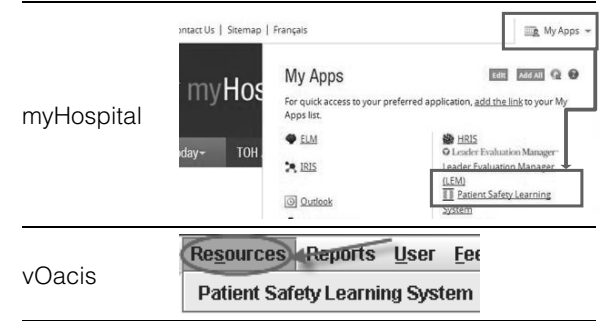 ontact Us | Sitemap | Français
My Apps
My Apps
Edit Add All
For quick access to your preferred application, add the link to your My
Apps list.
myHos
day
TOH
ELM
IRIS
Outlook
HRIS
Leader Evaluation Manager
Leader Evaluation Manager
(LEM)
Patient Safety Learning
System
myHospital
vOacis
Resources Reports User Fee
Patient Safety Learning System